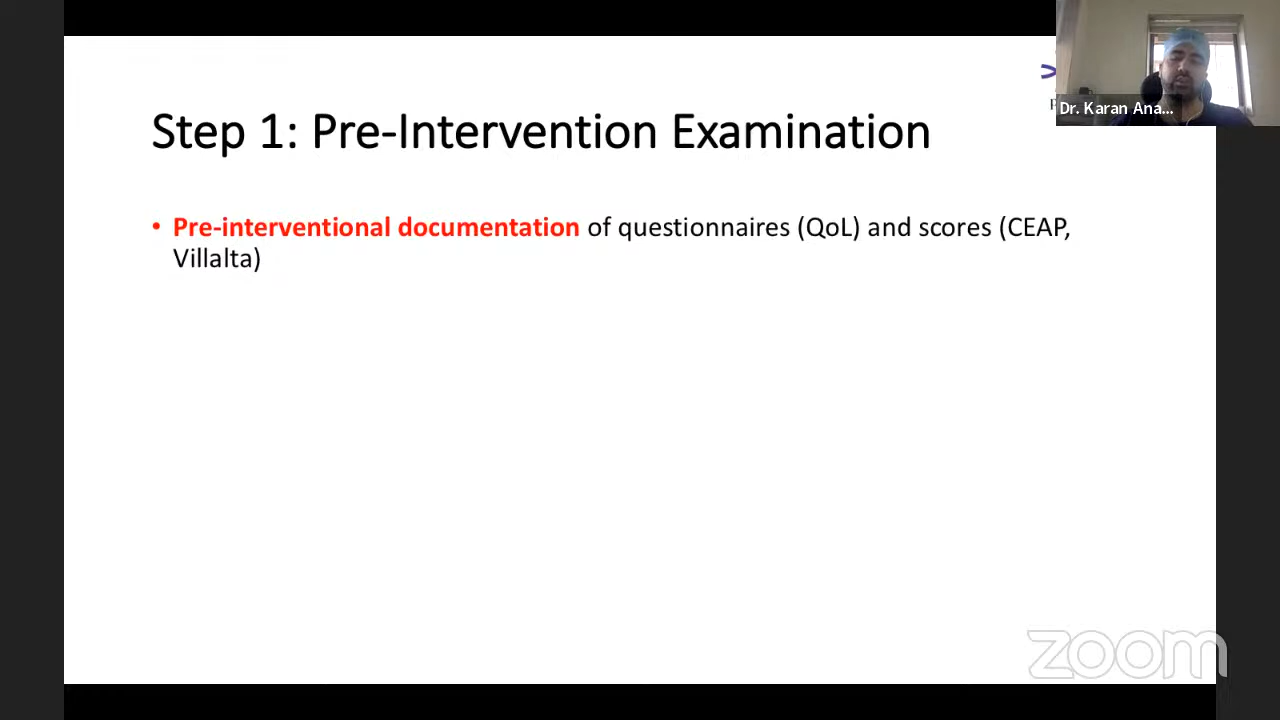 Dr. Karan Ana...
Step 1: Pre-Intervention Examination
• Pre-interventional documentation of questionnaires (QoL) and scores (CEAP,
Villalta)
zoom